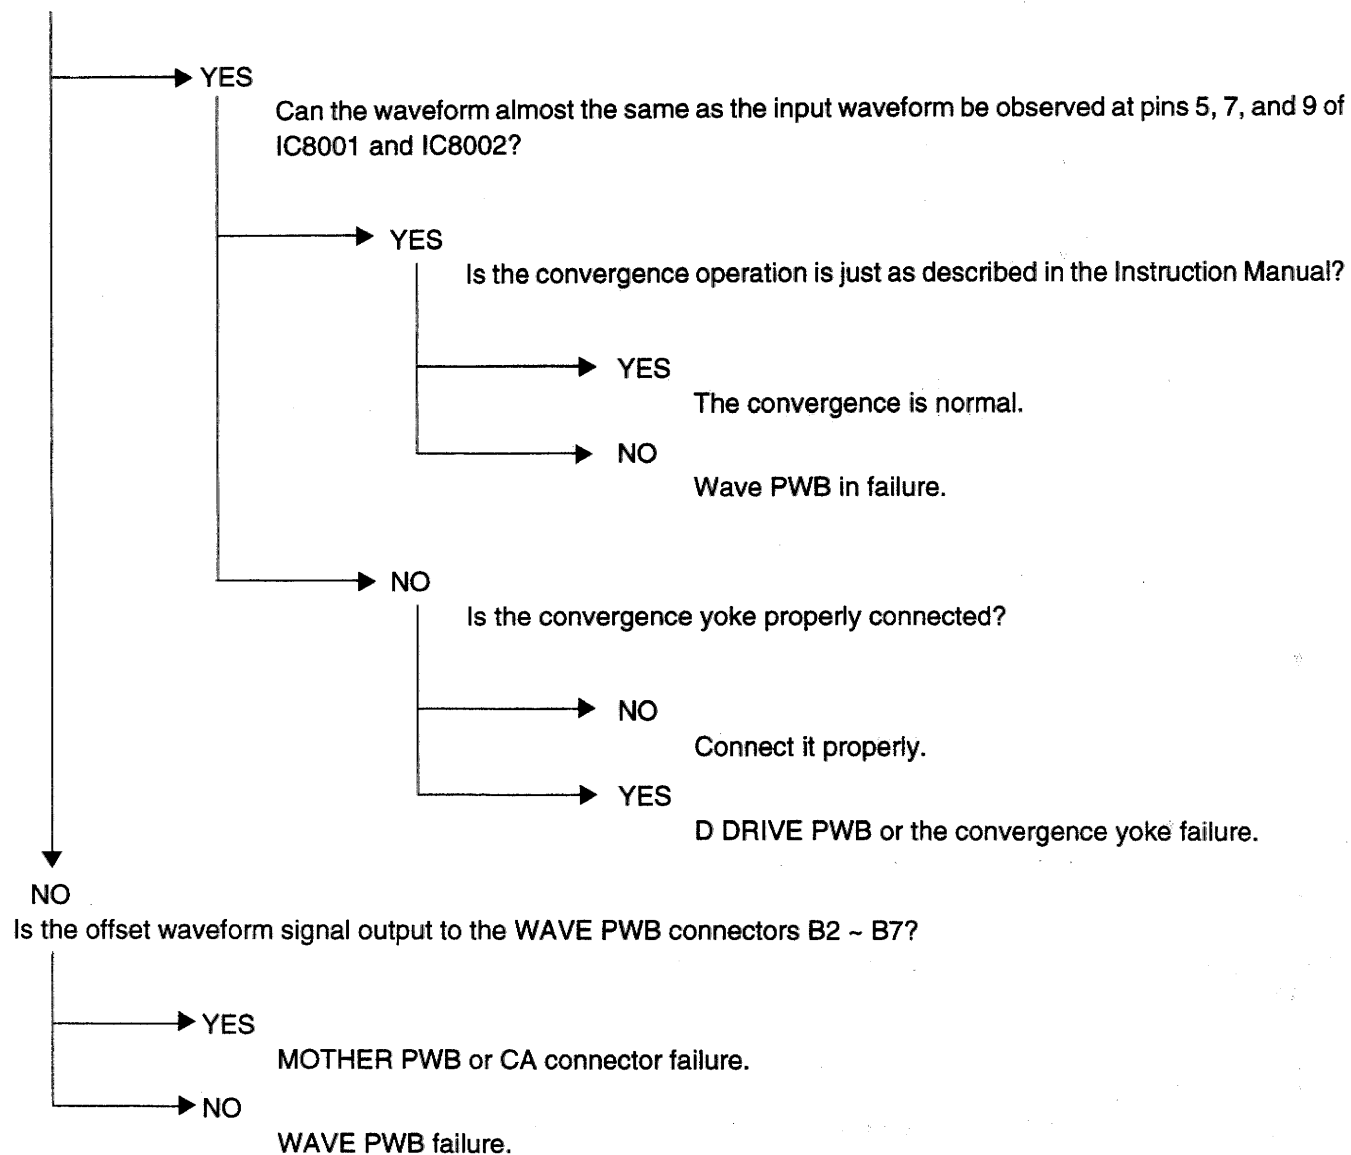 YES
Can the waveform almost the same as the input waveform be observed at pins 5, 7, and 9 of
IC8001 and IC8002?
YES
Is the convergence operation is just as described in the Instruction Manual?
YES
The convergence is normal.
NO
Wave PWB in failure.
NO
Is the convergence yoke properly connected?
NO
Connect it properly.
YES
D DRIVE PWB or the convergence yoke failure.
NO
Is the offset waveform signal output to the WAVE PWB connectors B2 ~ B7?
YES
MOTHER PWB or CA connector failure.
NO
WAVE PWB failure.